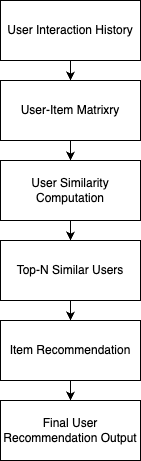 User Interaction History
User-Item Matrixry
User Similarity
Computation
Top-N Similar Users
Item Recommendation
Final User
Recommendation Output